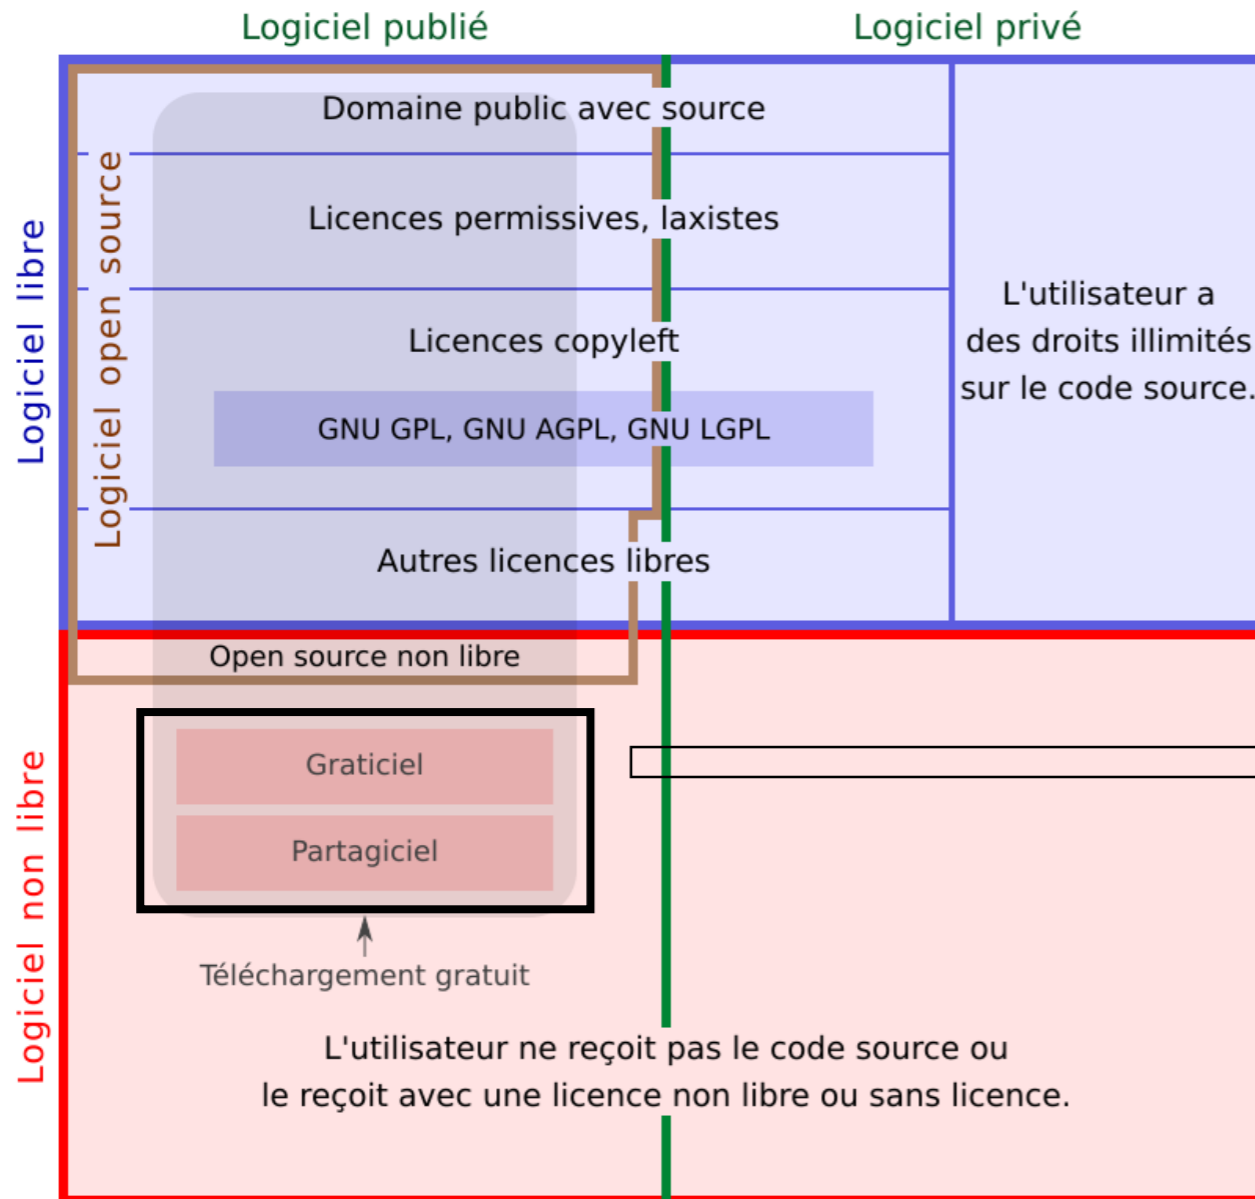 Logiciel publié
Logiciel privé
Logiciel libre
Logiciel open source
Domaine public avec source
Licences permissives, laxistes
Licences copyleft
GNU GPL, GNU AGPL, GNU LGPL
Autres licences libres
L'utilisateur a
des droits illimités
sur le code source.
Logiciel non libre
Open source non libre
Graticiel
Partagiciel
Téléchargement gratuit
L'utilisateur ne reçoit pas le code source ou
le reçoit avec une licence non libre ou sans licence.